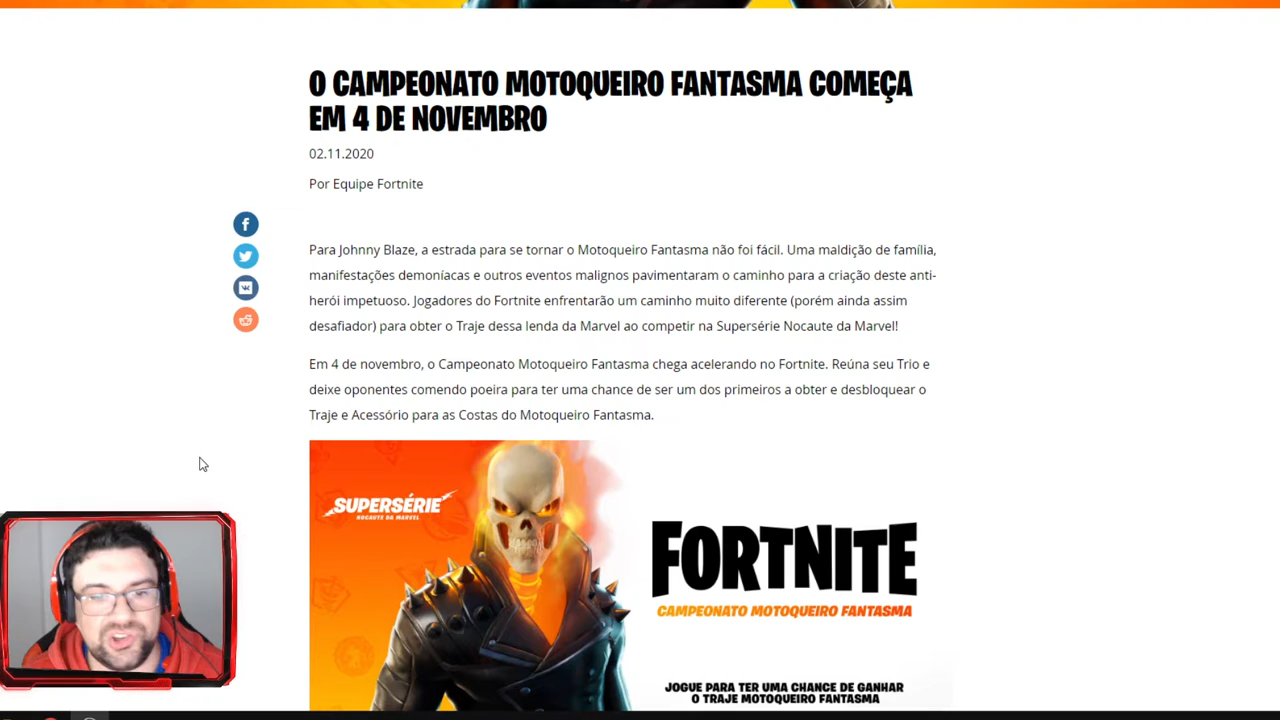 O CAMPEONATO MOTOQUEIRO FANTASMA COMEÇA
EM 4 DE NOVEMBRO
02.11.2020
Por Equipe Fortnite
Para Johnny Blaze, a estrada para se tornar o Motoqueiro Fantasma não foi fácil. Uma maldição de família,
manifestações demoníacas e outros eventos malignos pavimentaram o caminho para a criação deste anti-
herói impetuoso. Jogadores do Fortnite enfrentarão um caminho muito diferente (porém ainda assim
desafiador) para obter o Traje dessa lenda da Marvel ao competir na Supersérie Nocaute da Marvel!
Em 4 de novembro, o Campeonato Motoqueiro Fantasma chega acelerando no Fortnite. Reúna seu Trio e
deixe oponentes comendo poeira para ter uma chance de ser um dos primeiros a obter e desbloquear o
Traje e Acessório para as Costas do Motoqueiro Fantasma.
SUPERSÉRIE
NOCAUTE DA MARVEL
FORTNITE
CAMPEONATO MOTOQUEIRO FANTASMA
JOGUE PARA TER UMA CHANCE DE GANHAR
O TRAJE MOTOQUEIRO FANTASMA